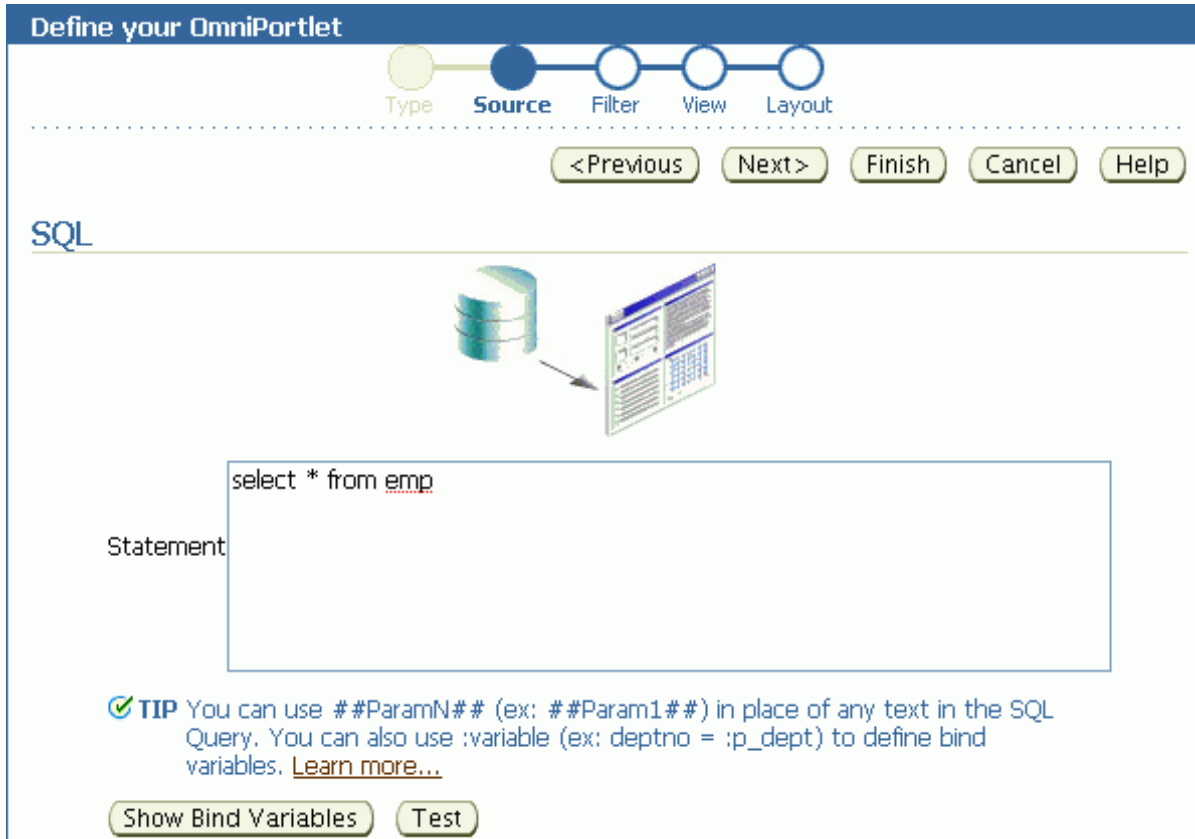 Define your OmniPortlet
Type Source Filter View Layout
<Previous Next> Finish Cancel Help
SQL
select * from emp
Statement
TIP You can use ##ParamN## (ex: ##Param1##) in place of any text in the SQL
Query. You can also use :variable (ex: deptno = :p_dept) to define bind
variables. Learn more...
Show Bind Variables Test